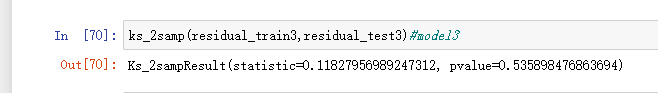 In [70]: ks_2samp(residual_train3,residual_test3)#model3
Out[70]: Ks_2sampResult(statistic=0.11827956989247312, pvalue=0.535898476863694)